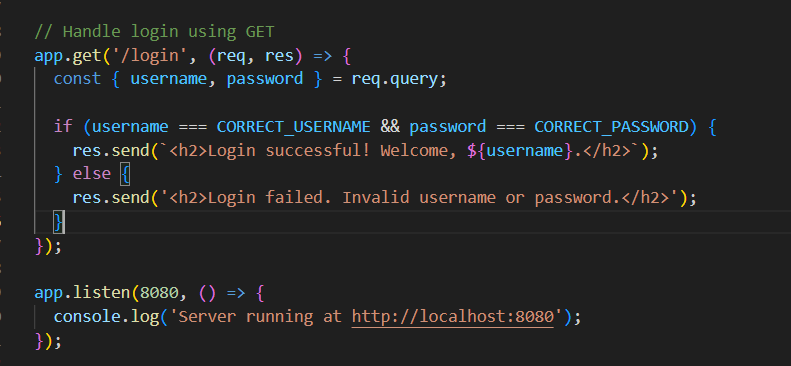 // Handle login using GET
app.get('/login', (req, res) => {
  const { username, password } = req.query;

  if (username === CORRECT_USERNAME && password === CORRECT_PASSWORD) {
    res.send(`<h2>Login successful! Welcome, ${username}.</h2>`);
  } else {
    res.send('<h2>Login failed. Invalid username or password.</h2>');
  }
});

app.listen(8080, () => {
  console.log('Server running at http://localhost:8080');
});